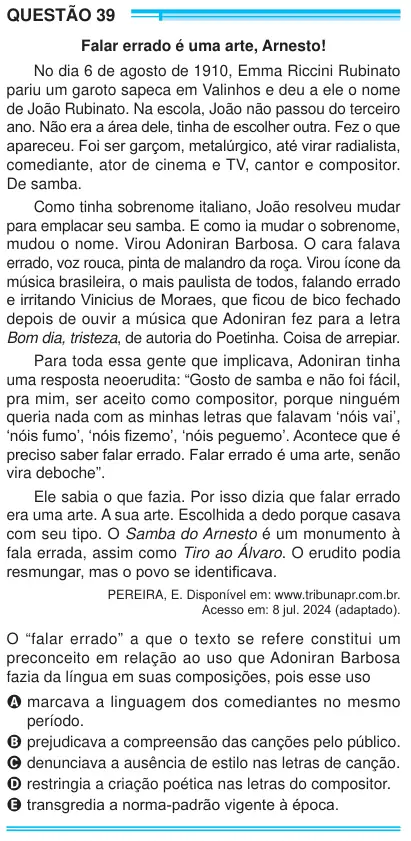 QUESTÃO 39
Falar errado é uma arte, Arnesto!
No dia 6 de agosto de 1910, Emma Riccini Rubinato
pariu um garoto sapeca em Valinhos e deu a ele o nome
de João Rubinato. Na escola, João não passou do terceiro
ano. Não era a área dele, tinha de escolher outra. Fez o que
apareceu. Foi ser garçom, metalúrgico, até virar radialista,
comediante, ator de cinema e TV, cantor e compositor.
De samba.
Como tinha sobrenome italiano, João resolveu mudar
para emplacar seu samba. E como ia mudar o sobrenome,
mudou o nome. Virou Adoniran Barbosa. O cara falava
errado, voz rouca, pinta de malandro da roça. Virou ícone da
música brasileira, o mais paulista de todos, falando errado
e irritando Vinicius de Moraes, que ficou de bico fechado
depois de ouvir a música que Adoniran fez para a letra
Bom dia, tristeza, de autoria do Poetinha. Coisa de arrepiar.
Para toda essa gente que implicava, Adoniran tinha
uma resposta neoerudita: “Gosto de samba e não foi fácil,
pra mim, ser aceito como compositor, porque ninguém
queria nada com as minhas letras que falavam ‘nóis vai’,
‘nóis fumo’, ‘nóis fizemo’, ‘nóis peguemo’. Acontece que é
preciso saber falar errado. Falar errado é uma arte, senão
vira deboche”.
Ele sabia o que fazia. Por isso dizia que falar errado
era uma arte. A sua arte. Escolhida a dedo porque casava
com seu tipo. O Samba do Arnesto é um monumento à
fala errada, assim como Tiro ao Álvaro. O erudito podia
resmungar, mas o povo se identificava.
PEREIRA, E. Disponível em: www.tribunapr.com.br.
Acesso em: 8 jul. 2024 (adaptado).
O “falar errado” a que o texto se refere constitui um
preconceito em relação ao uso que Adoniran Barbosa
fazia da língua em suas composições, pois esse uso
A marcava a linguagem dos comediantes no mesmo
período.
B prejudicava a compreensão das canções pelo público.
C denunciava a ausência de estilo nas letras de canção.
D restringia a criação poética nas letras do compositor.
E transgredia a norma-padrão vigente à época.